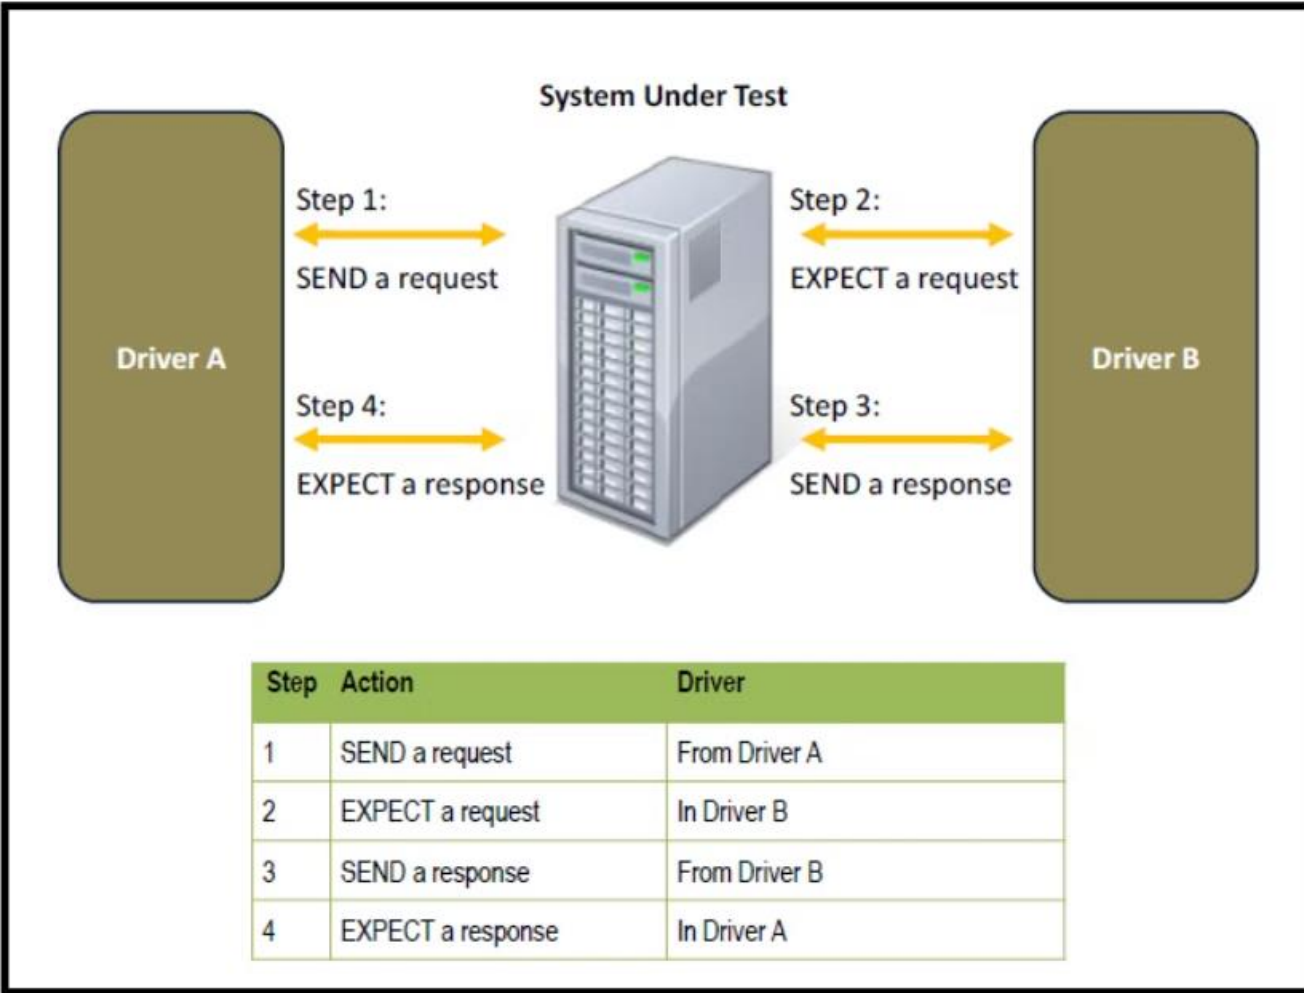 System Under Test
Step 1:
SEND a request
Step 2:
EXPECT a request
Driver A
Driver B
Step 4:
EXPECT a response
Step 3:
SEND a response
Step Action Driver
1 SEND a request From Driver A
2 EXPECT a request In Driver B
3 SEND a response From Driver B
4 EXPECT a response In Driver A